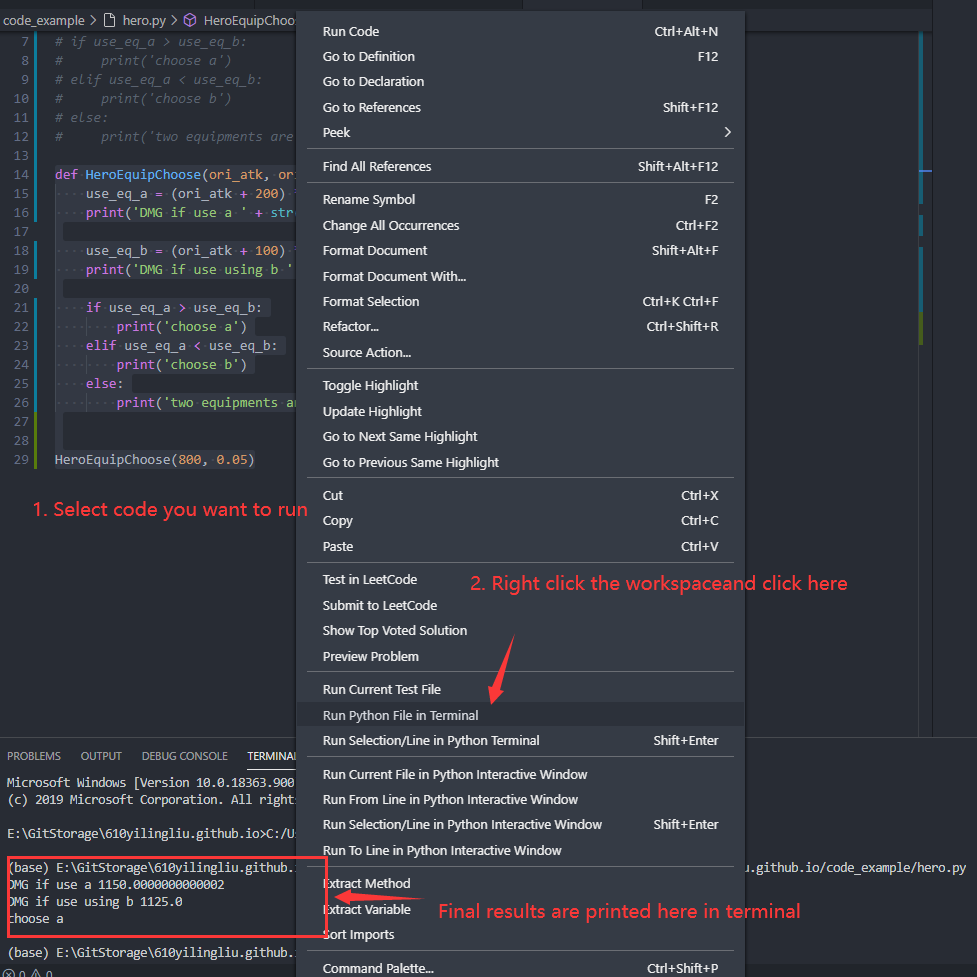 code_example > hero.py > HeroEquipChoo
7 # if use_eq_a > use_eq_b:
8 #     print('choose a')
9 # elif use_eq_a < use_eq_b:
10 #     print('choose b')
11 # else:
12 #     print('two equipments are
13
14 def HeroEquipChoose(ori_atk, ori
15     use_eq_a = (ori_atk + 200)
16     print('DMG if use a ' + str
17
18     use_eq_b = (ori_atk + 100)
19     print('DMG if use using b '
20
21     if use_eq_a > use_eq_b:
22         print('choose a')
23     elif use_eq_a < use_eq_b:
24         print('choose b')
25     else:
26         print('two equipments ar
27
28
29 HeroEquipChoose(800, 0.05)
1. Select code you want to run
Run Code Ctrl+Alt+N
Go to Definition F12
Go to Declaration
Go to References Shift+F12
Peek >
Find All References Shift+Alt+F12
Rename Symbol F2
Change All Occurrences Ctrl+F2
Format Document Shift+Alt+F
Format Document With...
Format Selection Ctrl+K Ctrl+F
Refactor... Ctrl+Shift+R
Source Action...
Toggle Highlight
Update Highlight
Go to Next Same Highlight
Go to Previous Same Highlight
Cut Ctrl+X
Copy Ctrl+C
Paste Ctrl+V
Test in LeetCode
2. Right click the workspaceand click here
Submit to LeetCode
Show Top Voted Solution
Preview Problem
Run Current Test File
Run Python File in Terminal
Run Selection/Line in Python Terminal Shift+Enter
Run Current File in Python Interactive Window
Run From Line in Python Interactive Window
Run Selection/Line in Python Interactive Window Shift+Enter
Run To Line in Python Interactive Window
Extract Method
Extract Variable
Sort Imports
Command Palette... Ctrl+Shift+P
PROBLEMS OUTPUT DEBUG CONSOLE TERMINAL
Microsoft Windows [Version 10.0.18363.900
(c) 2019 Microsoft Corporation. All right
E:\GitStorage\610yilingliu.github.io>C:/U
(base) E:\GitStorage\610yilingliu.github. u.github.io/code_example/hero.py
DMG if use a 1150.0000000000002
DMG if use using b 1125.0
choose a
Final results are printed here in terminal
(base) E:\GitStorage\610yilingliu.github.
0 0